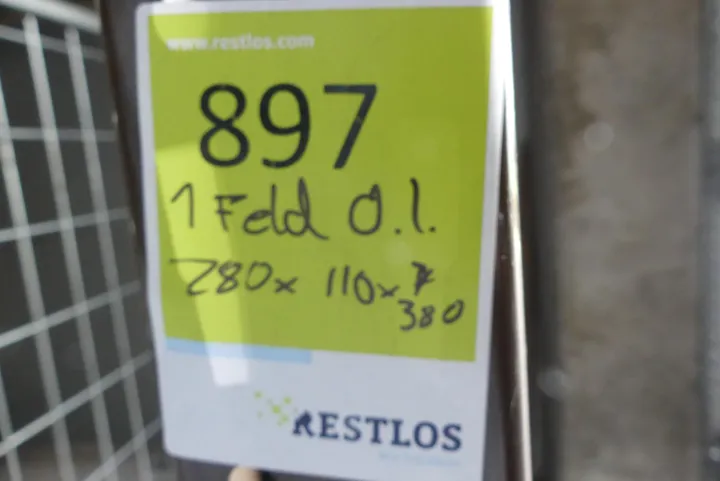 www.restlos.com
897
1 Feld O.l.
280x 110x
380
RESTLOS